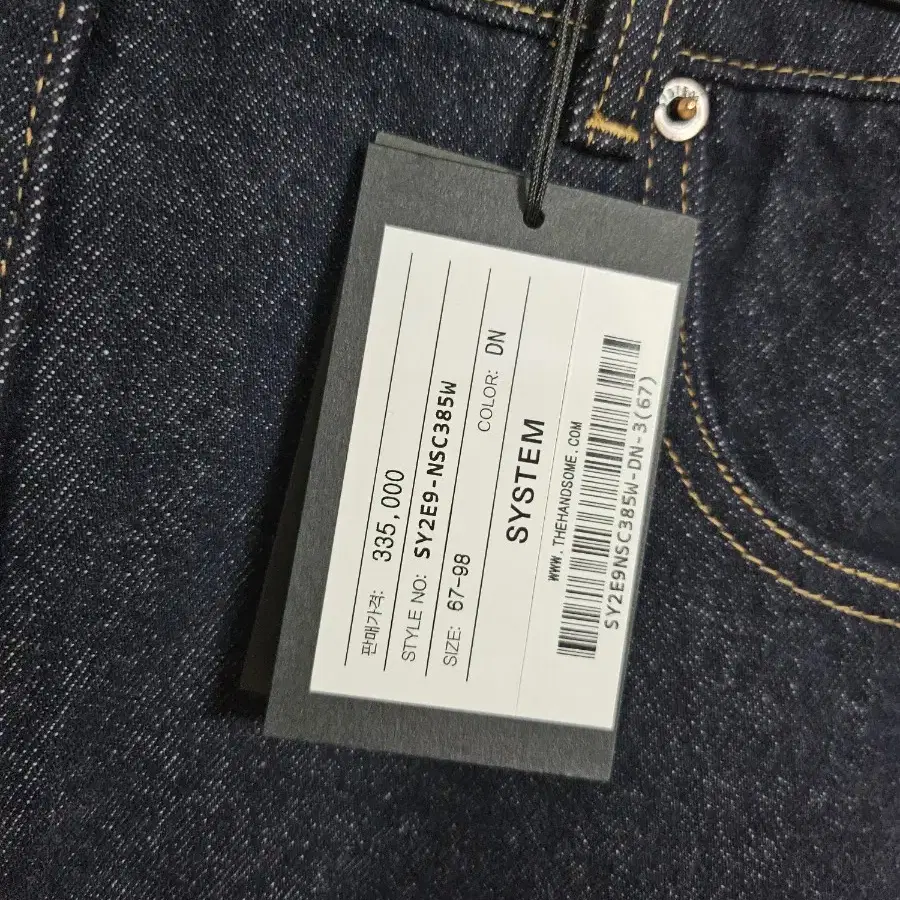 판매가격: 335,000
STYLE NO: SY2E9-NSC385W
SIZE: 67-98
COLOR: DN
SYSTEM
WWW.THEHANDSOME.COM
SY2E9NSC385W-DN-3(67)